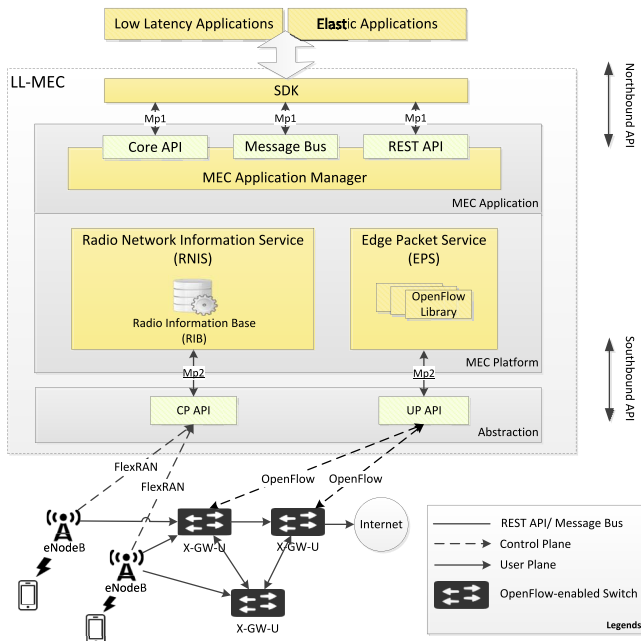 Low Latency Applications
Elastic Applications
LL-MEC
SDK
Northbound API
Mp1
Mp1
Mp1
Core API
Message Bus
REST API
MEC Application Manager
MEC Application
Radio Network Information Service
(RNIS)
Radio Information Base
(RIB)
Edge Packet Service
(EPS)
OpenFlow
Library
MEC Platform
Southbound API
Mp2
Mp2
CP API
UP API
Abstraction
FlexRAN
FlexRAN
OpenFlow
OpenFlow
eNodeB
X-GW-U
X-GW-U
Internet
eNodeB
X-GW-U
REST API/ Message Bus
Control Plane
User Plane
OpenFlow-enabled Switch
Legends